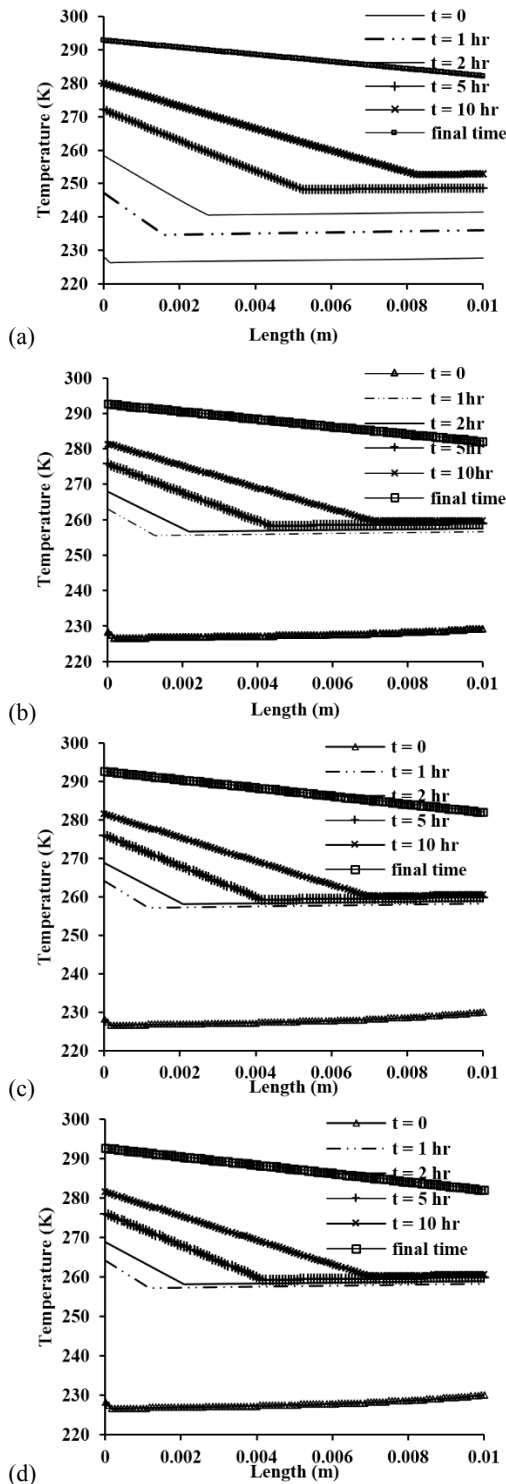 300
290
280
270
260
250
240
230
220
Temperature (K)
0 0.002 0.004 0.006 0.008 0.01
Length (m)
t = 0
t = 1 hr
t = 2 hr
t = 5 hr
t = 10 hr
final time
(a)
300
290
280
270
260
250
240
230
220
Temperature (K)
0 0.002 0.004 0.006 0.008 0.01
Length (m)
t = 0
t = 1hr
t = 2hr
t = 5hr
t = 10hr
final time
(b)
300
290
280
270
260
250
240
230
220
Temperature (K)
0 0.002 0.004 0.006 0.008 0.01
Length (m)
t = 0
t = 1 hr
t = 2 hr
t = 5 hr
t = 10 hr
final time
(c)
300
290
280
270
260
250
240
230
220
Temperature (K)
0 0.002 0.004 0.006 0.008 0.01
Length (m)
t = 0
t = 1 hr
t = 2 hr
t = 5 hr
t = 10 hr
final time
(d)